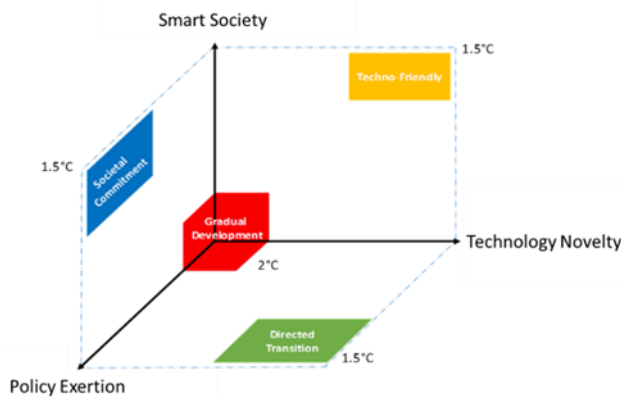 Smart Society
1.5°C
Techno-Friendly
1.5°C
Societal
Commitment
Gradual
Development
Technology Novelty
2°C
Directed
Transition
1.5°C
Policy Exertion